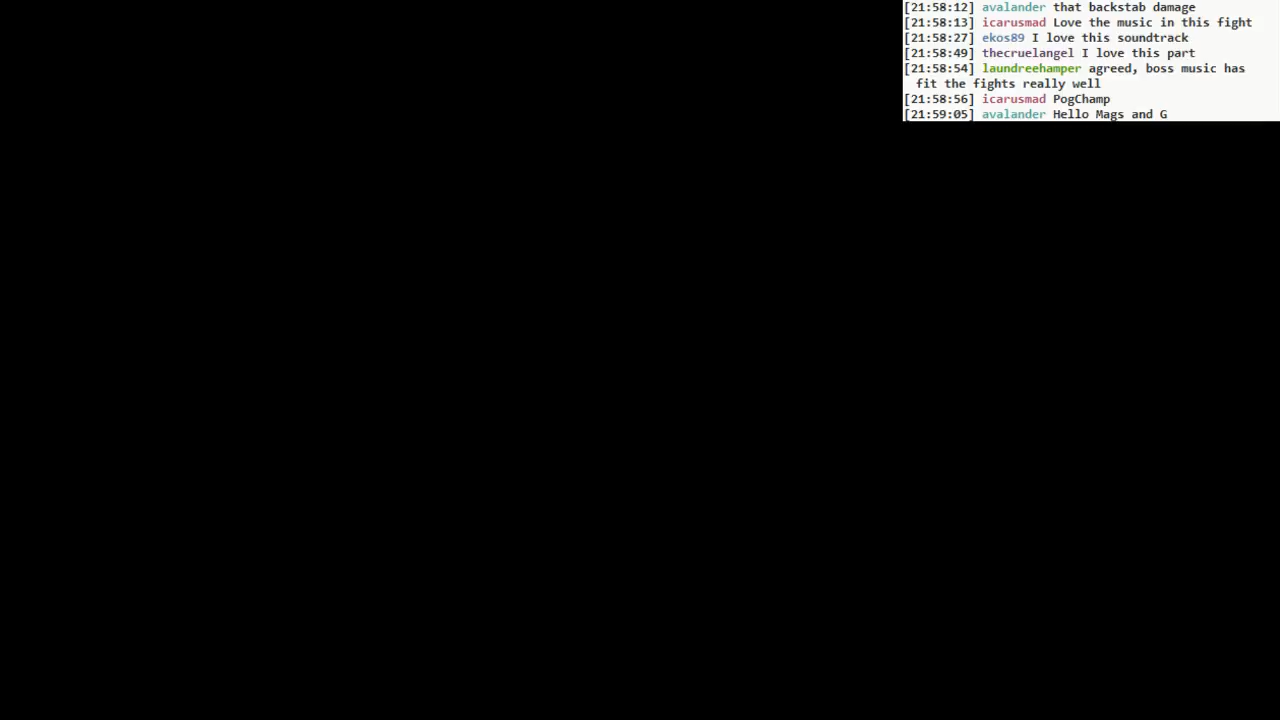 [21:58:12] avalander that backstab damage
[21:58:13] icarusmad Love the music in this fight
[21:58:27] ekos89 I love this soundtrack
[21:58:49] thecruelangel I love this part
[21:58:54] laundreehamper agreed, boss music has
fit the fights really well
[21:58:56] icarusmad PogChamp
[21:59:05] avalander Hello Mags and G